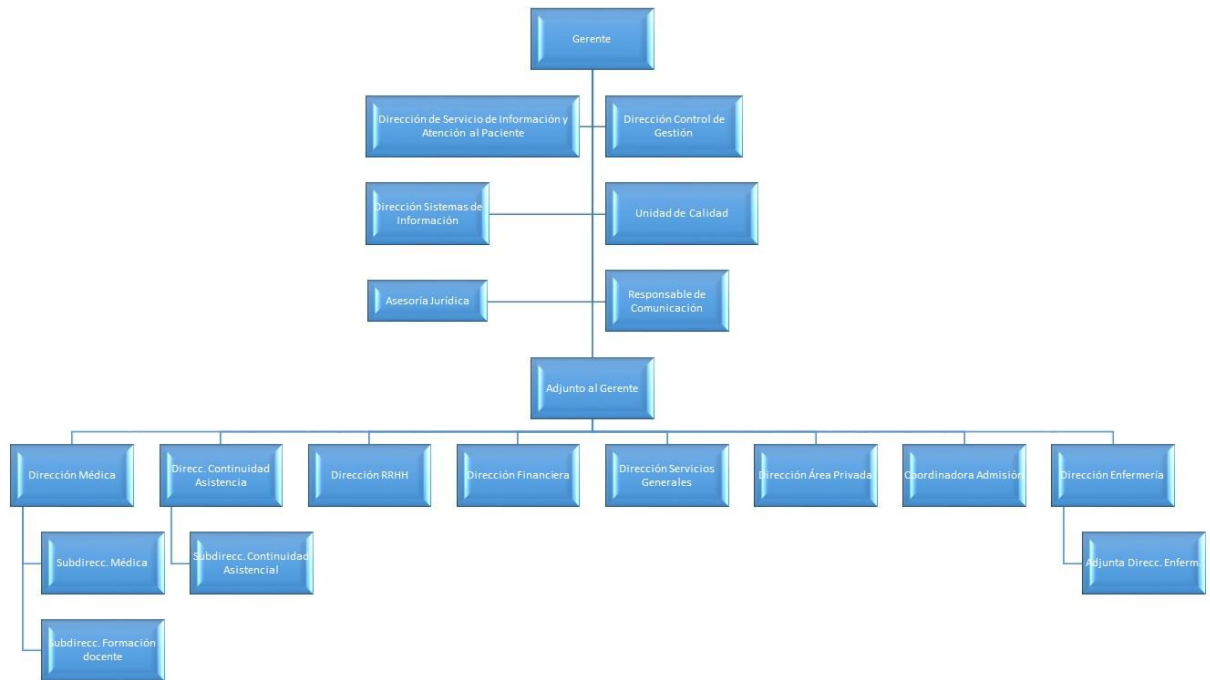 Gerente
Dirección de Servicio de Información y
Atención al Paciente
Dirección Control de
Gestión
Dirección Sistemas de
Información
Unidad de Calidad
Asesoría Jurídica
Responsable de
Comunicación
Adjunto al Gerente
Dirección Médica
Direcc. Continuidad
Asistencia
Dirección RRHH
Dirección Financiera
Dirección Servicios
Generales
Dirección Área Privada
Coordinadora Admisión
Dirección Enfermería
Subdirecc. Médica
Subdirecc. Continuidad
Asistencial
Adjunta Direcc. Enferm.
Subdirecc. Formación
docente